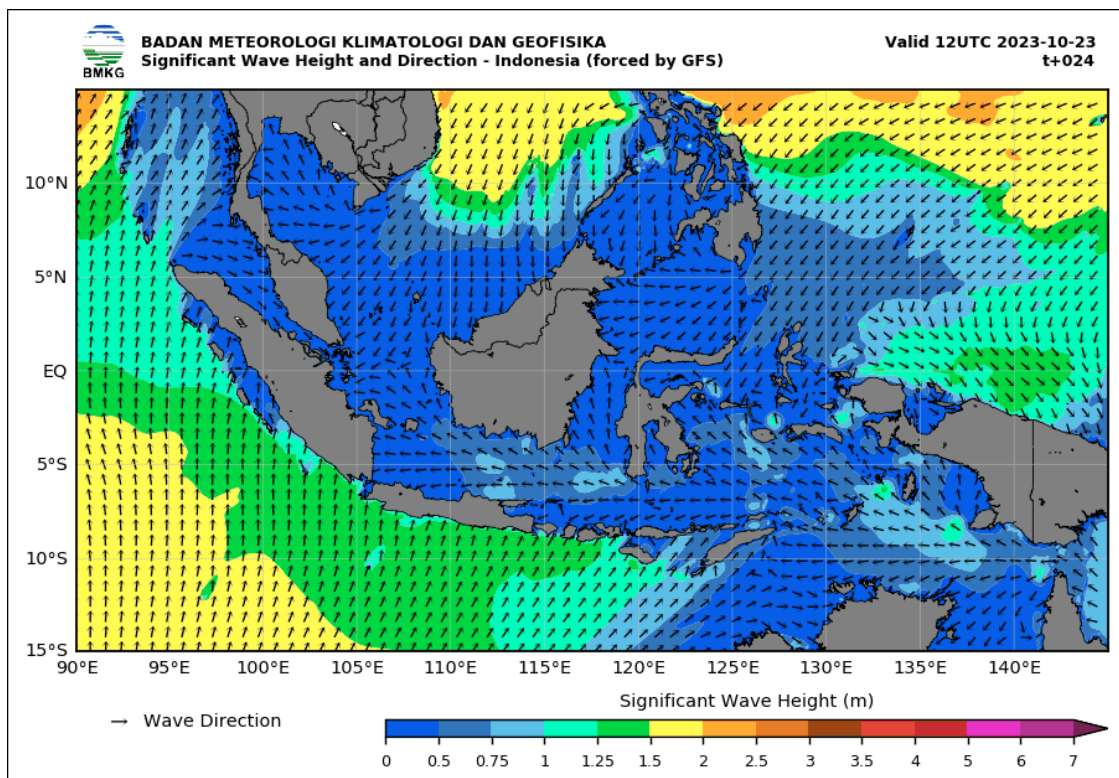 BADAN METEOROLOGI KLIMATOLOGI DAN GEOFISIKA
Significant Wave Height and Direction - Indonesia (forced by GFS)
BMKG
Valid 12UTC 2023-10-23
t+024
10°N
5°N
EQ
5°S
10°S
15°S
90°E 95°E 100°E 105°E 110°E 115°E 120°E 125°E 130°E 135°E 140°E
Significant Wave Height (m)
→ Wave Direction
0 0.5 0.75 1 1.25 1.5 2 2.5 3 3.5 4 5 6 7